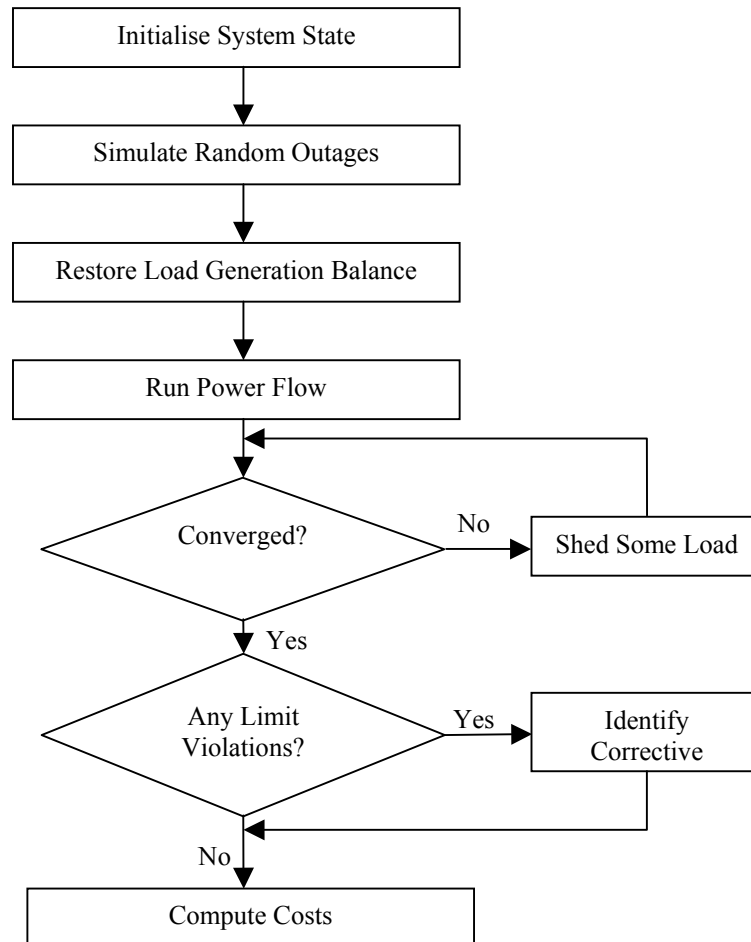 Initialise System State
Simulate Random Outages
Restore Load Generation Balance
Run Power Flow
Converged?
No
Shed Some Load
Yes
Any Limit
Violations?
Yes
Identify
Corrective
No
Compute Costs